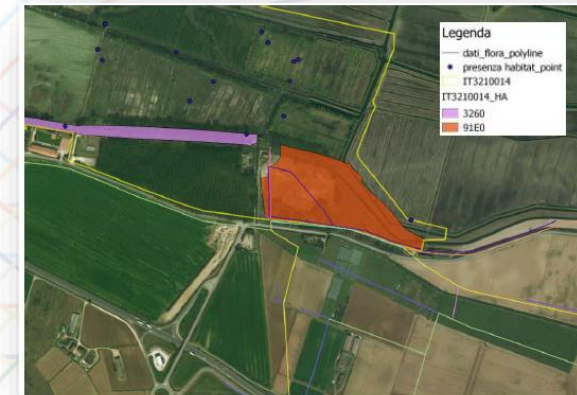 Legenda
dati_flora_polyline
presenza habitat_point
IT3210014
IT3210014_HA
3260
91E0